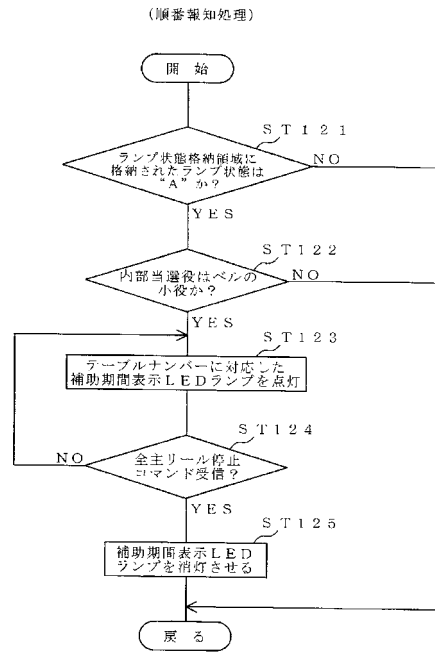 (順番報知処理)
開 始
ST121
ランプ状態格納領域に
格納されたランプ状態は
“A”か?
NO
YES
ST122
内部当選役はベルの
小役か?
NO
YES
ST123
テーブルナンバーに対応した
補助期間表示LEDランプを点灯
ST124
全主リール停止
コマンド受信?
NO
YES
ST125
補助期間表示LED
ランプを消灯させる
戻 る